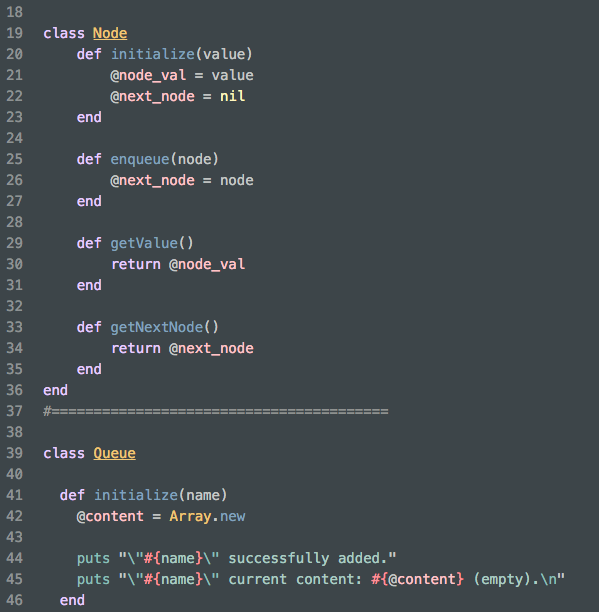 18
19 class Node
20     def initialize(value)
21         @node_val = value
22         @next_node = nil
23     end
24
25     def enqueue(node)
26         @next_node = node
27     end
28
29     def getValue()
30         return @node_val
31     end
32
33     def getNextNode()
34         return @next_node
35     end
36 end
37 #========================================
38
39 class Queue
40
41   def initialize(name)
42     @content = Array.new
43
44     puts "\"#{name}\" successfully added."
45     puts "\"#{name}\" current content: #{@content} (empty).\n"
46   end